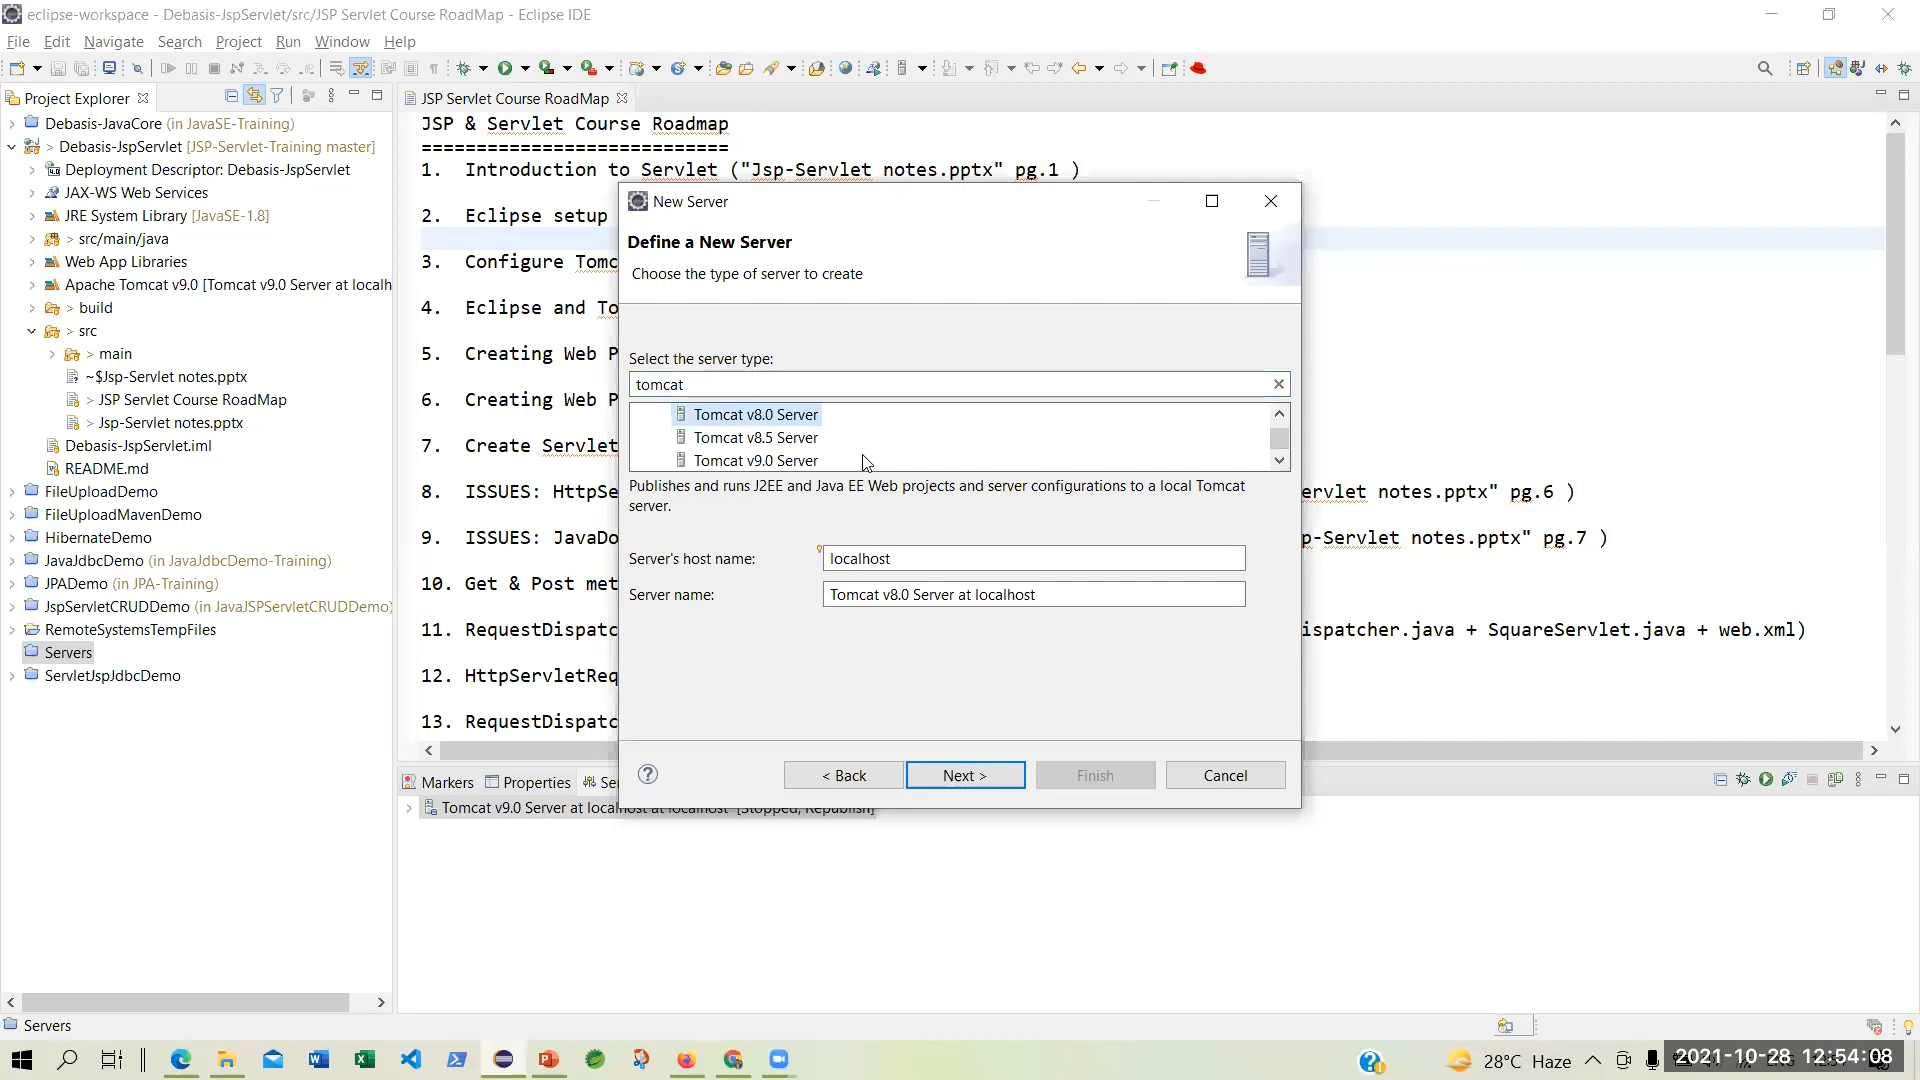 eclipse-workspace - Debasis-JspServlet/src/JSP Servlet Course RoadMap - Eclipse IDE
File Edit Navigate Search Project Run Window Help
Project Explorer
Debasis-JavaCore (in JavaSE-Training)
> Debasis-JspServlet [JSP-Servlet-Training master]
Deployment Descriptor: Debasis-JspServlet
JAX-WS Web Services
JRE System Library [JavaSE-1.8]
> src/main/java
Web App Libraries
Apache Tomcat v9.0 [Tomcat v9.0 Server at localh
> build
> src
> main
~$Jsp-Servlet notes.pptx
> JSP Servlet Course RoadMap
> Jsp-Servlet notes.pptx
Debasis-JspServlet.iml
README.md
FileUploadDemo
FileUploadMavenDemo
HibernateDemo
JavaJdbcDemo (in JavaJdbcDemo-Training)
JPADemo (in JPA-Training)
JspServletCRUDDemo (in JavaJSPServletCRUDDemo)
RemoteSystemsTempFiles
Servers
ServletJspJdbcDemo
JSP Servlet Course RoadMap
JSP & Servlet Course Roadmap
============================
1. Introduction to Servlet ("Jsp-Servlet notes.pptx" pg.1 )
2. Eclipse setup
3. Configure Tomc
4. Eclipse and To
5. Creating Web P
6. Creating Web P
7. Create Servlet
8. ISSUES: HttpSe ervlet notes.pptx" pg.6 )
9. ISSUES: JavaDo p-Servlet notes.pptx" pg.7 )
10. Get & Post met
11. RequestDispatc ispatcher.java + SquareServlet.java + web.xml)
12. HttpServletReq
13. RequestDispatc
New Server
Define a New Server
Choose the type of server to create
Select the server type:
tomcat
Tomcat v8.0 Server
Tomcat v8.5 Server
Tomcat v9.0 Server
Publishes and runs J2EE and Java EE Web projects and server configurations to a local Tomcat
server.
Server's host name: localhost
Server name: Tomcat v8.0 Server at localhost
? < Back Next > Finish Cancel
Markers Properties Se
Tomcat v9.0 Server at localhost at localhost [Stopped, Republish]
Servers
28°C Haze
2021-10-28 12:54:08